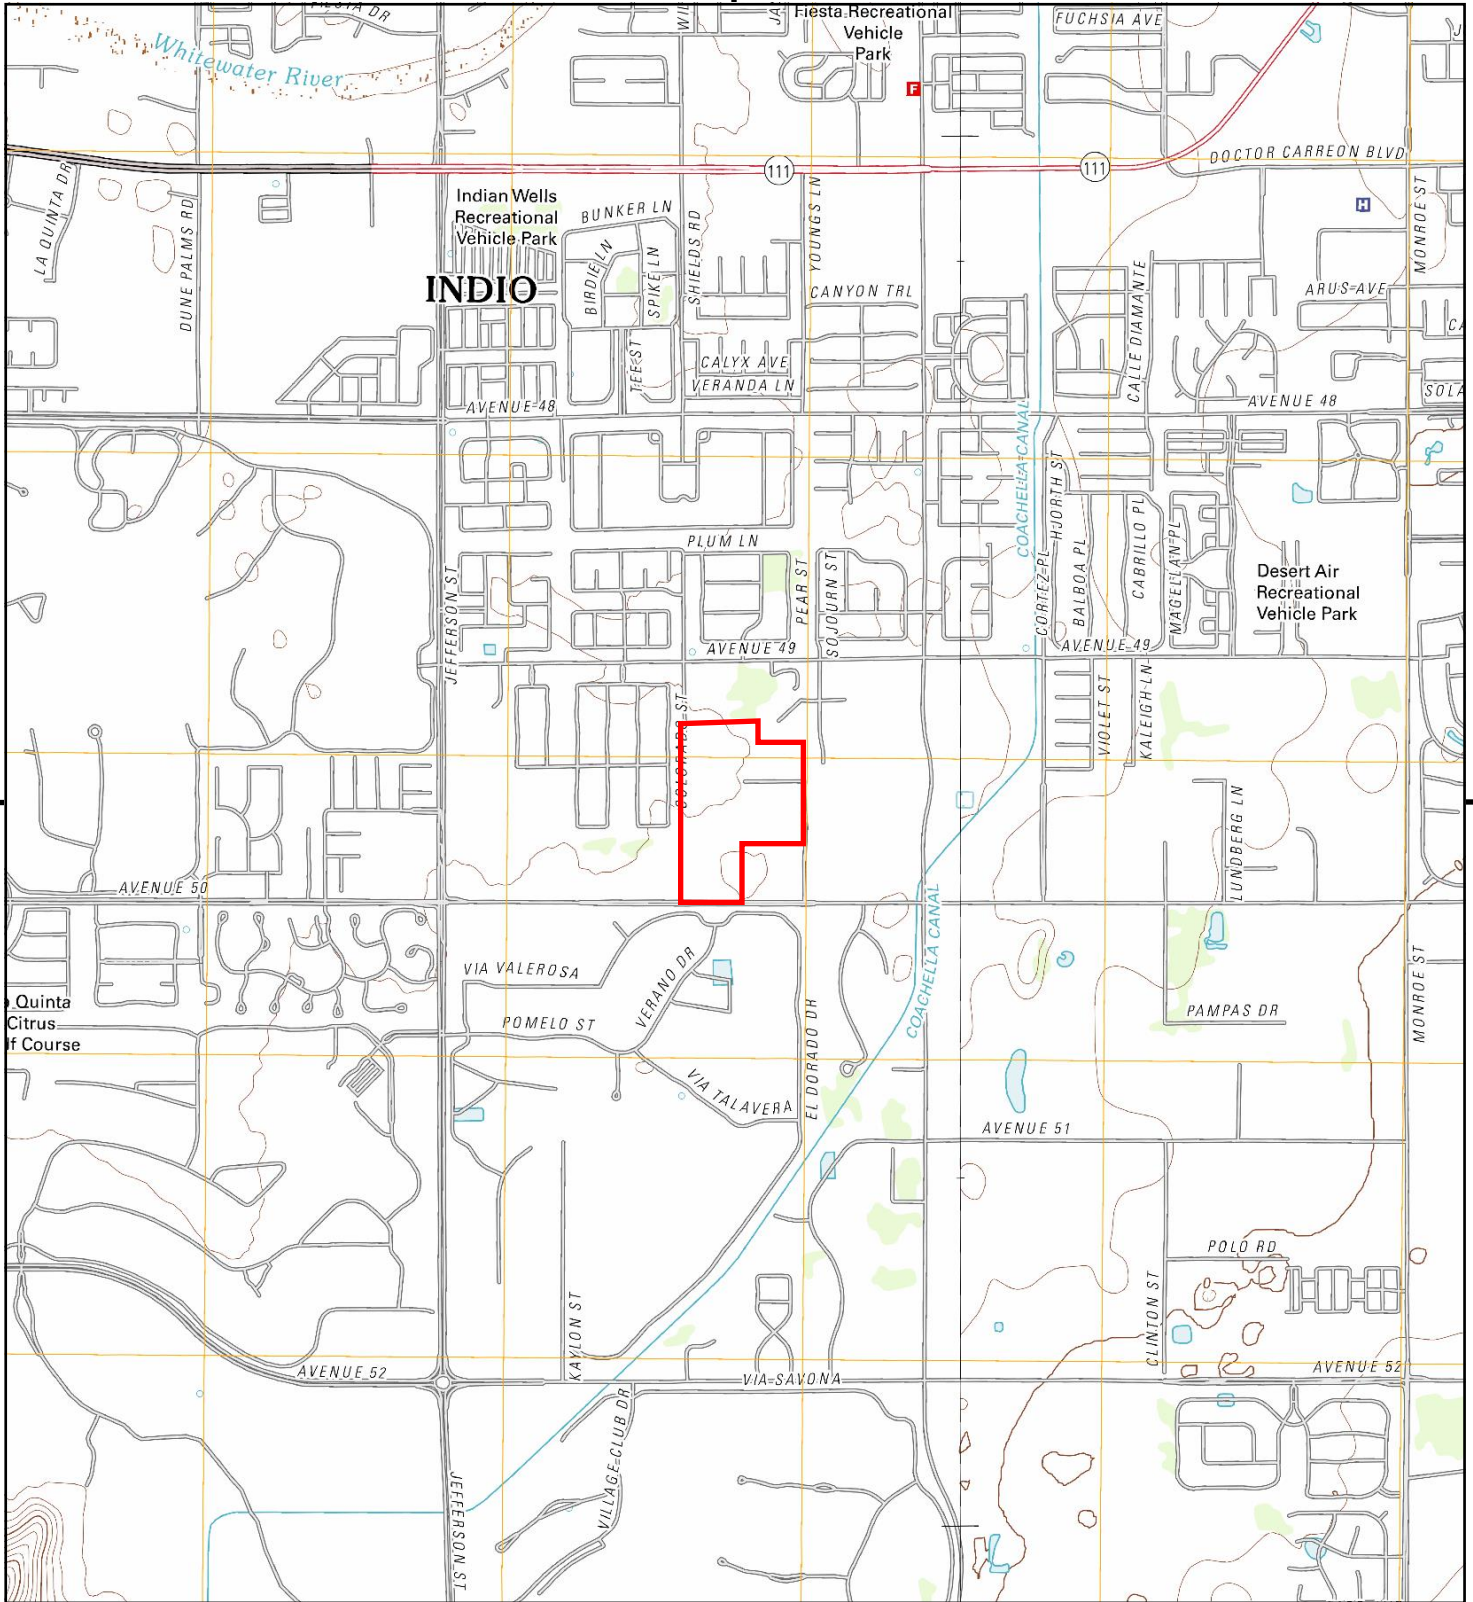 FIESTA DR
Fiesta Recreational
Vehicle
Park
FUCHSIA AVE
Whitewater River
F
111
111
DOCTOR CARREON BLVD
LA QUINTA DR
DUNE PALMS RD
Indian Wells
Recreational
Vehicle Park
BUNKER LN
BIRDIE LN
SPIKE LN
SHIELDS RD
YOUNGS LN
H
MONROE ST
INDIO
CANYON TRL
CALLE DIAMANTE
ARUS AVE
TEE ST
CALYX AVE
VERANDA LN
AVENUE 48
AVENUE 48
COACHELLA CANAL
HJORTH ST
PLUM LN
JEFFERSON ST
PEAR ST
SOJOURN ST
CORTEZ PL
BALBOA PL
CABRILLO PL
MAGELLAN PL
Desert Air
Recreational
Vehicle Park
AVENUE 49
AVENUE 49
COLORADO ST
VIOLET ST
KALEIGH LN
LUNDBERG LN
AVENUE 50
COACHELLA CANAL
VIA VALEROSA
VERANO DR
MONROE ST
Quinta
Citrus
lf Course
POMELO ST
EL DORADO DR
PAMPAS DR
VIA TALAVERA
AVENUE 51
POLO RD
KAYLON ST
CLINTON ST
AVENUE 52
VIA SAVONA
AVENUE 52
VILLAGE CLUB DR
JEFFERSON ST